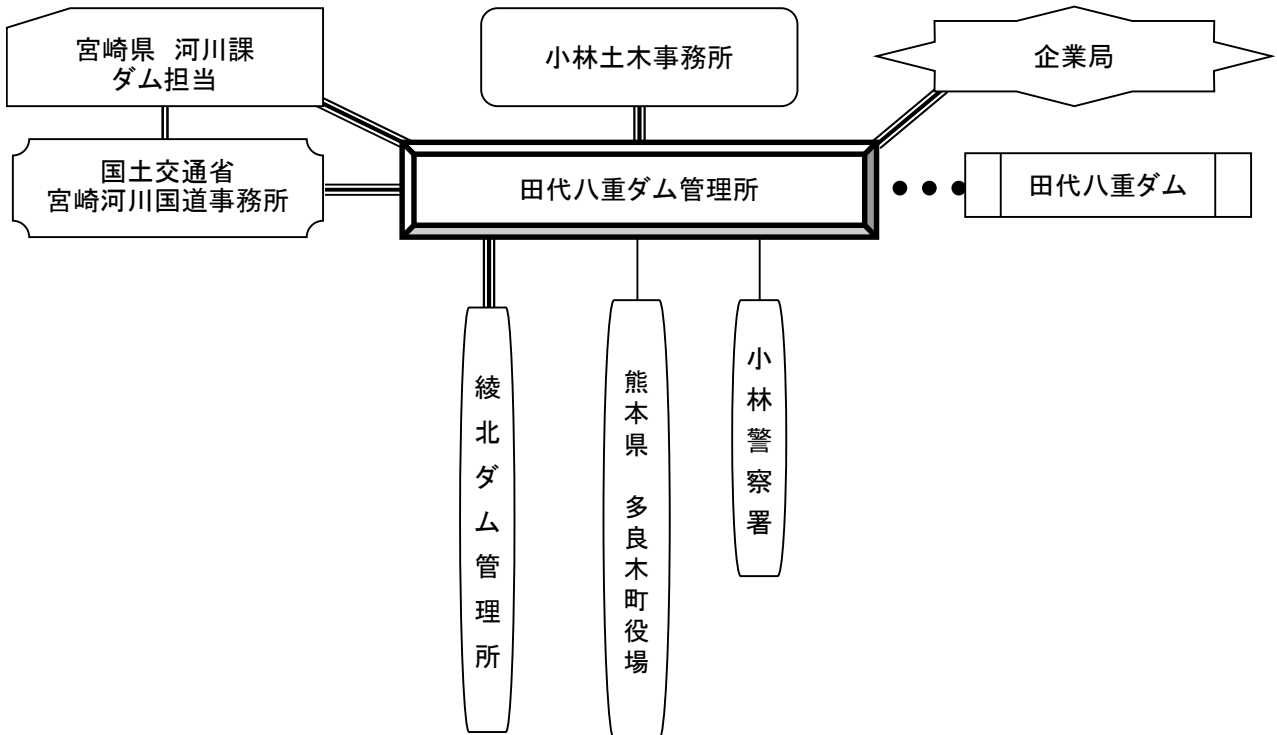 宮崎県 河川課
ダム担当
小林土木事務所
企業局
国土交通省
宮崎河川国道事務所
田代八重ダム管理所
田代八重ダム
綾北ダム管理所
熊本県 多良木町役場
小林警察署